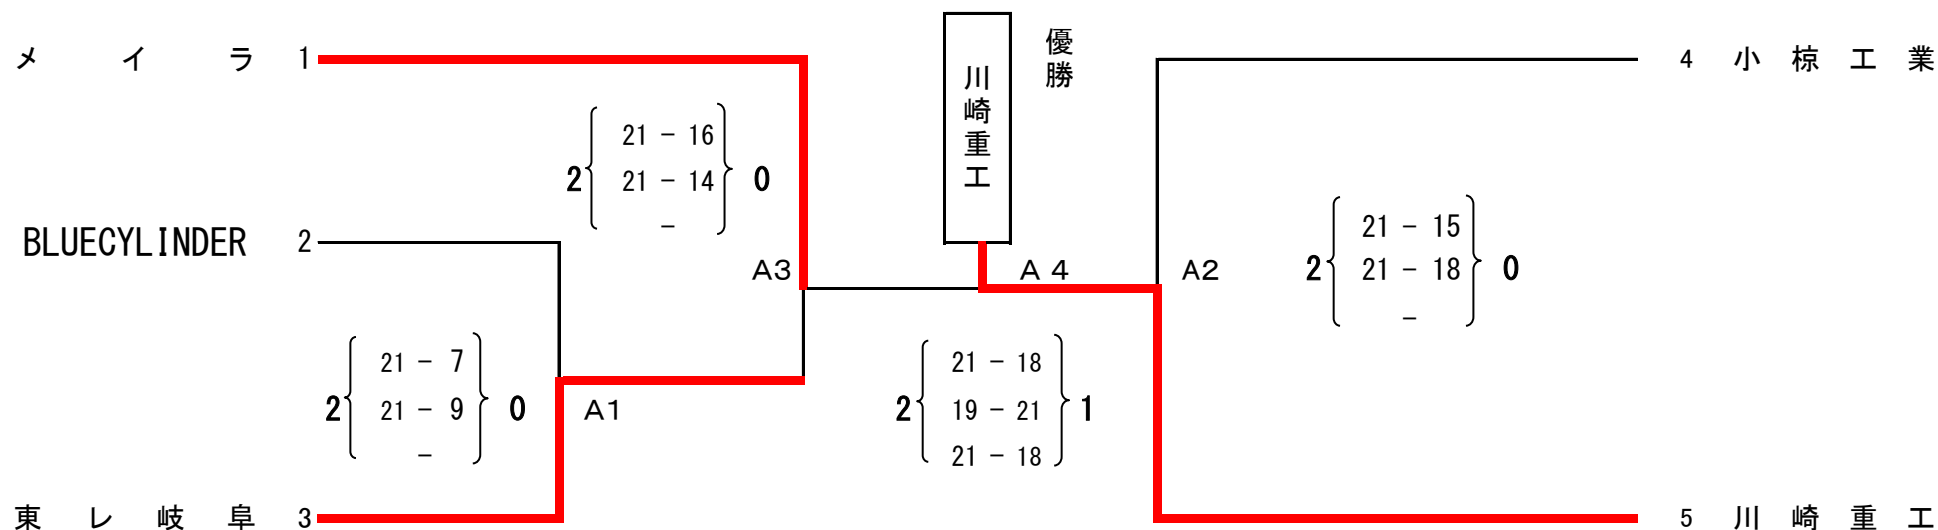 メイラ 1
優勝
川崎重工
4 小椋工業
21 - 16
2 21 - 14 0
-
BLUECYLINDER 2
A3
A 4
A2
21 - 15
2 21 - 18 0
-
21 - 7
2 21 - 9 0
-
A1
21 - 18
2 19 - 21 1
21 - 18
東レ岐阜 3
5 川崎重工